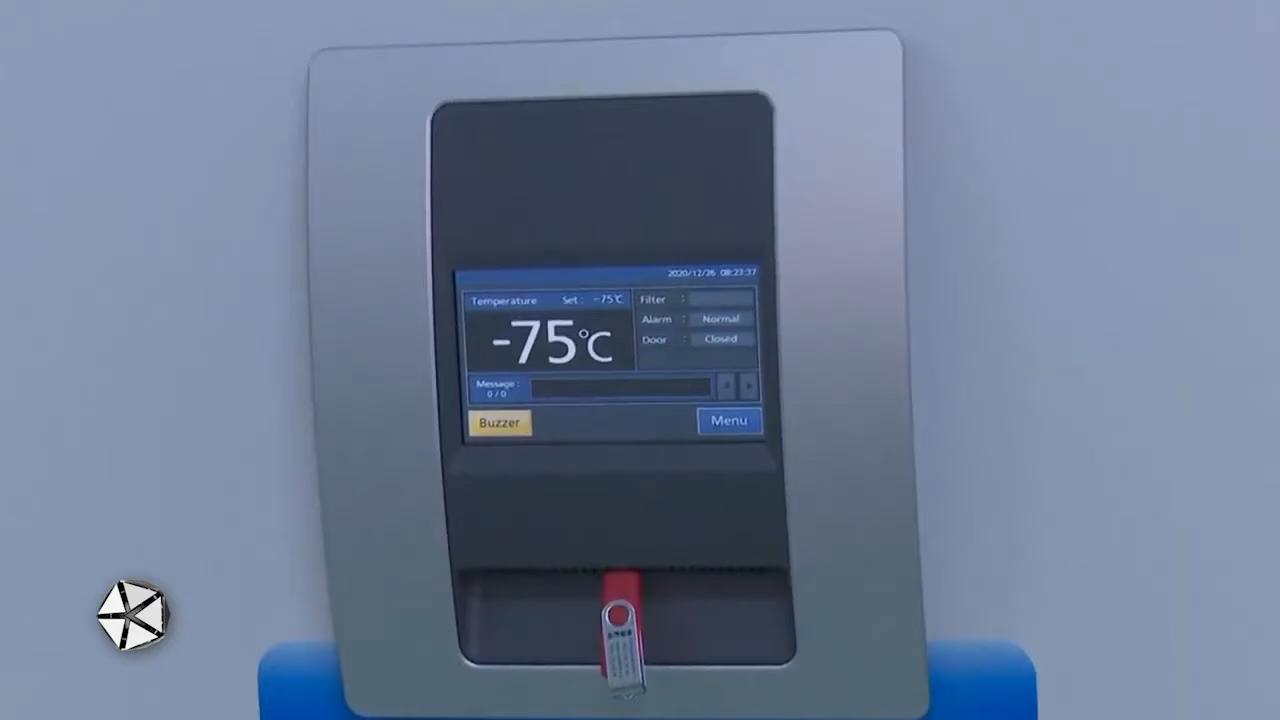 2020/12/26 08:23:37
Temperature Set : -75℃
-75℃
Filter :
Alarm : Normal
Door : Closed
Message :
0 / 0
Buzzer
Menu